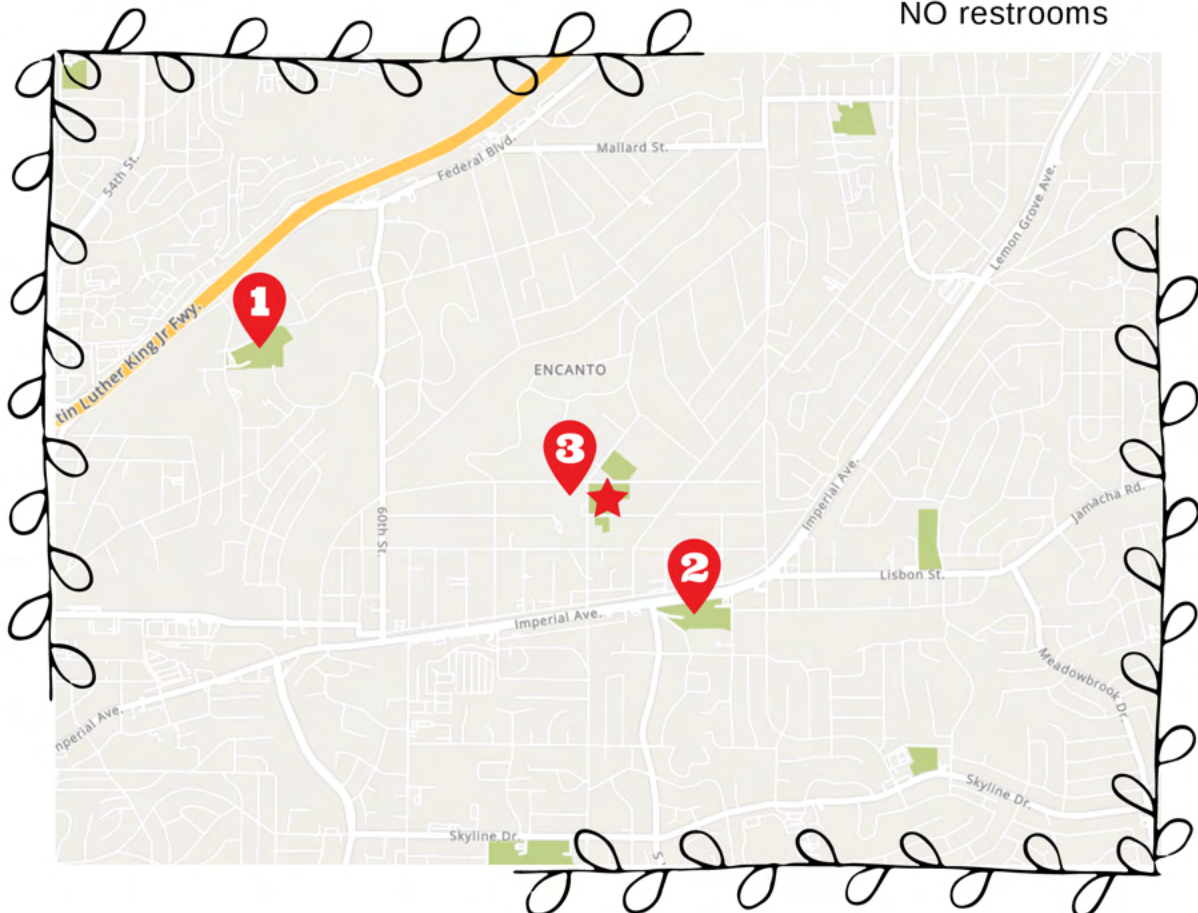 NO restrooms
54th St.
Federal Blvd.
Mallard St.
Lemon Grove Ave.
1
tin Luther King Jr Fwy.
ENCANTO
3
60th St.
Imperial Ave.
Jamacha Rd.
2
Lisbon St.
Imperial Ave.
Meadowbrook Dr.
mperial Ave.
Skyline Dr.
Skyline Dr.